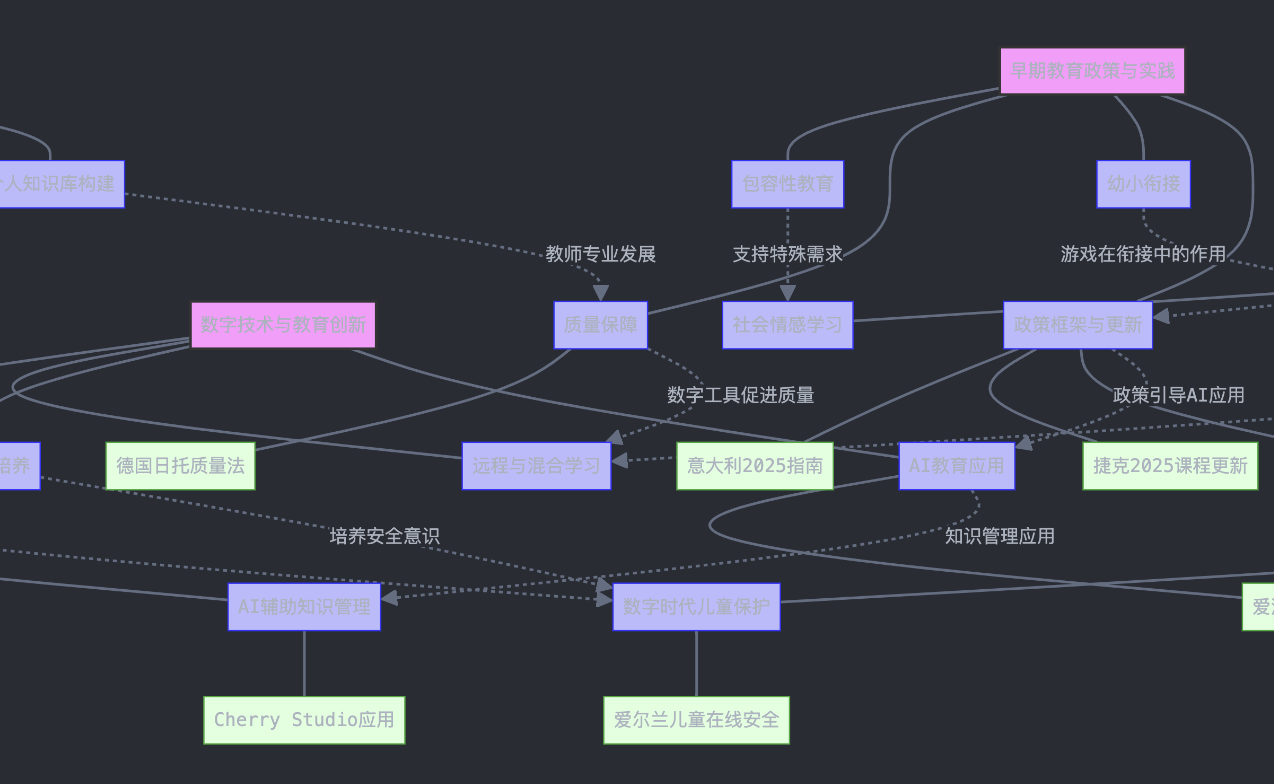 早期教育政策与实践
人知识库构建
包容性教育
幼小衔接
教师专业发展
支持特殊需求
游戏在衔接中的作用
数字技术与教育创新
质量保障
社会情感学习
政策框架与更新
数字工具促进质量
政策引导AI应用
培养
德国日托质量法
远程与混合学习
意大利2025指南
AI教育应用
捷克2025课程更新
培养安全意识
知识管理应用
AI辅助知识管理
数字时代儿童保护
Cherry Studio应用
爱尔兰儿童在线安全